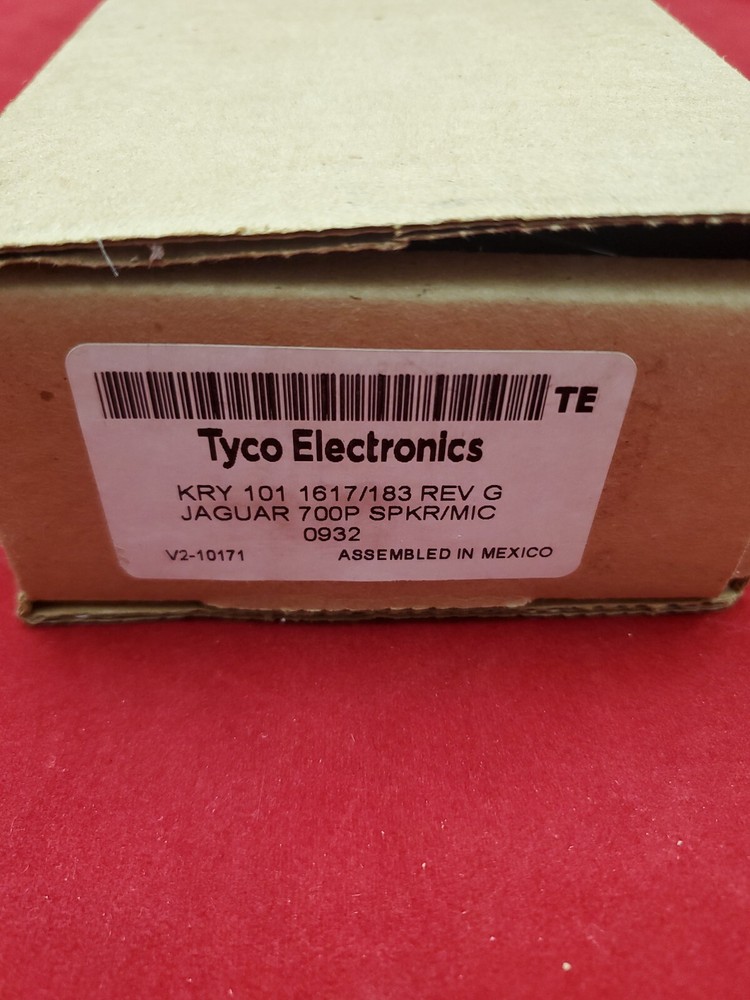 TE
Tyco Electronics
KRY 101 1617/183 REV G
JAGUAR 700P SPKR/MIC
0932
V2-10171 ASSEMBLED IN MEXICO